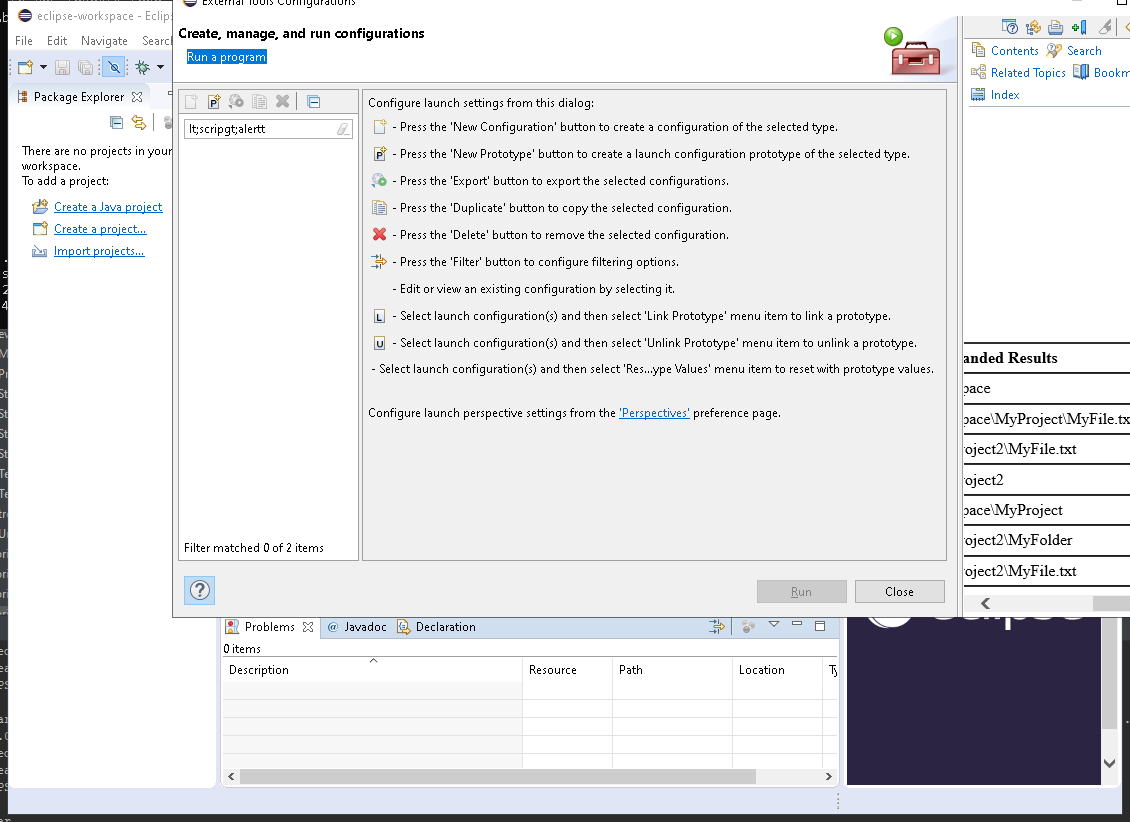 eclipse-workspace - Eclips
External Tools Configurations
File Edit Navigate Search
Create, manage, and run configurations
Run a program
Package Explorer
There are no projects in your
workspace.
To add a project:
Create a Java project
Create a project...
Import projects...
lt;scripgt;alertt
Filter matched 0 of 2 items
Configure launch settings from this dialog:
- Press the 'New Configuration' button to create a configuration of the selected type.
- Press the 'New Prototype' button to create a launch configuration prototype of the selected type.
- Press the 'Export' button to export the selected configurations.
- Press the 'Duplicate' button to copy the selected configuration.
- Press the 'Delete' button to remove the selected configuration.
- Press the 'Filter' button to configure filtering options.
- Edit or view an existing configuration by selecting it.
L - Select launch configuration(s) and then select 'Link Prototype' menu item to link a prototype.
U - Select launch configuration(s) and then select 'Unlink Prototype' menu item to unlink a prototype.
- Select launch configuration(s) and then select 'Res...ype Values' menu item to reset with prototype values.
Configure launch perspective settings from the 'Perspectives' preference page.
Run
Close
Contents Search
Related Topics Bookm
Index
anded Results
pace
pace\MyProject\MyFile.tx
oject2\MyFile.txt
oject2
pace\MyProject
oject2\MyFolder
oject2\MyFile.txt
Problems @ Javadoc Declaration
0 items
Description Resource Path Location Ty
eclipse